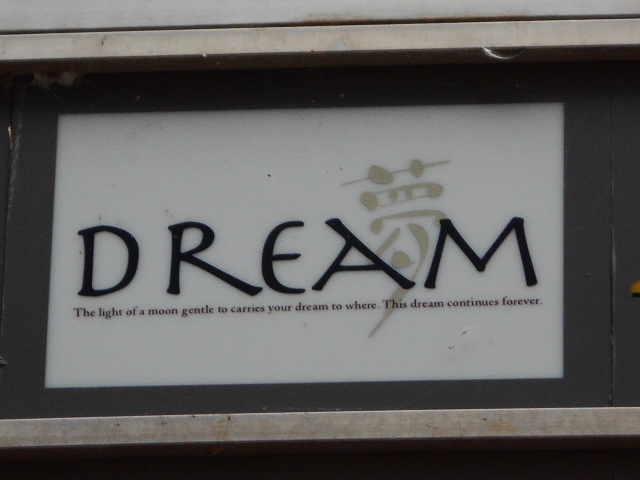 夢
DREAM
The light of a moon gentle to carries your dream to where. This dream continues forever.